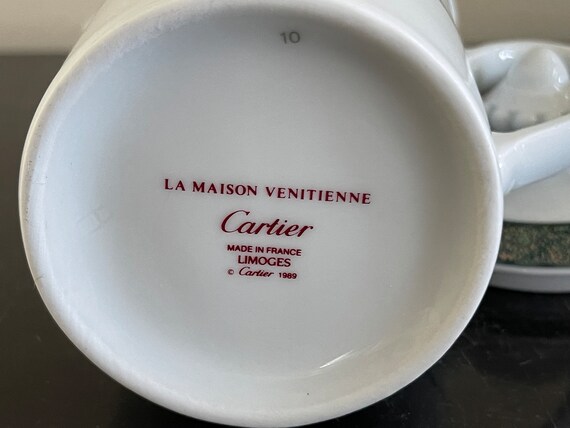 10
LA MAISON VENITIENNE
Cartier
MADE IN FRANCE
LIMOGES
© Cartier 1989